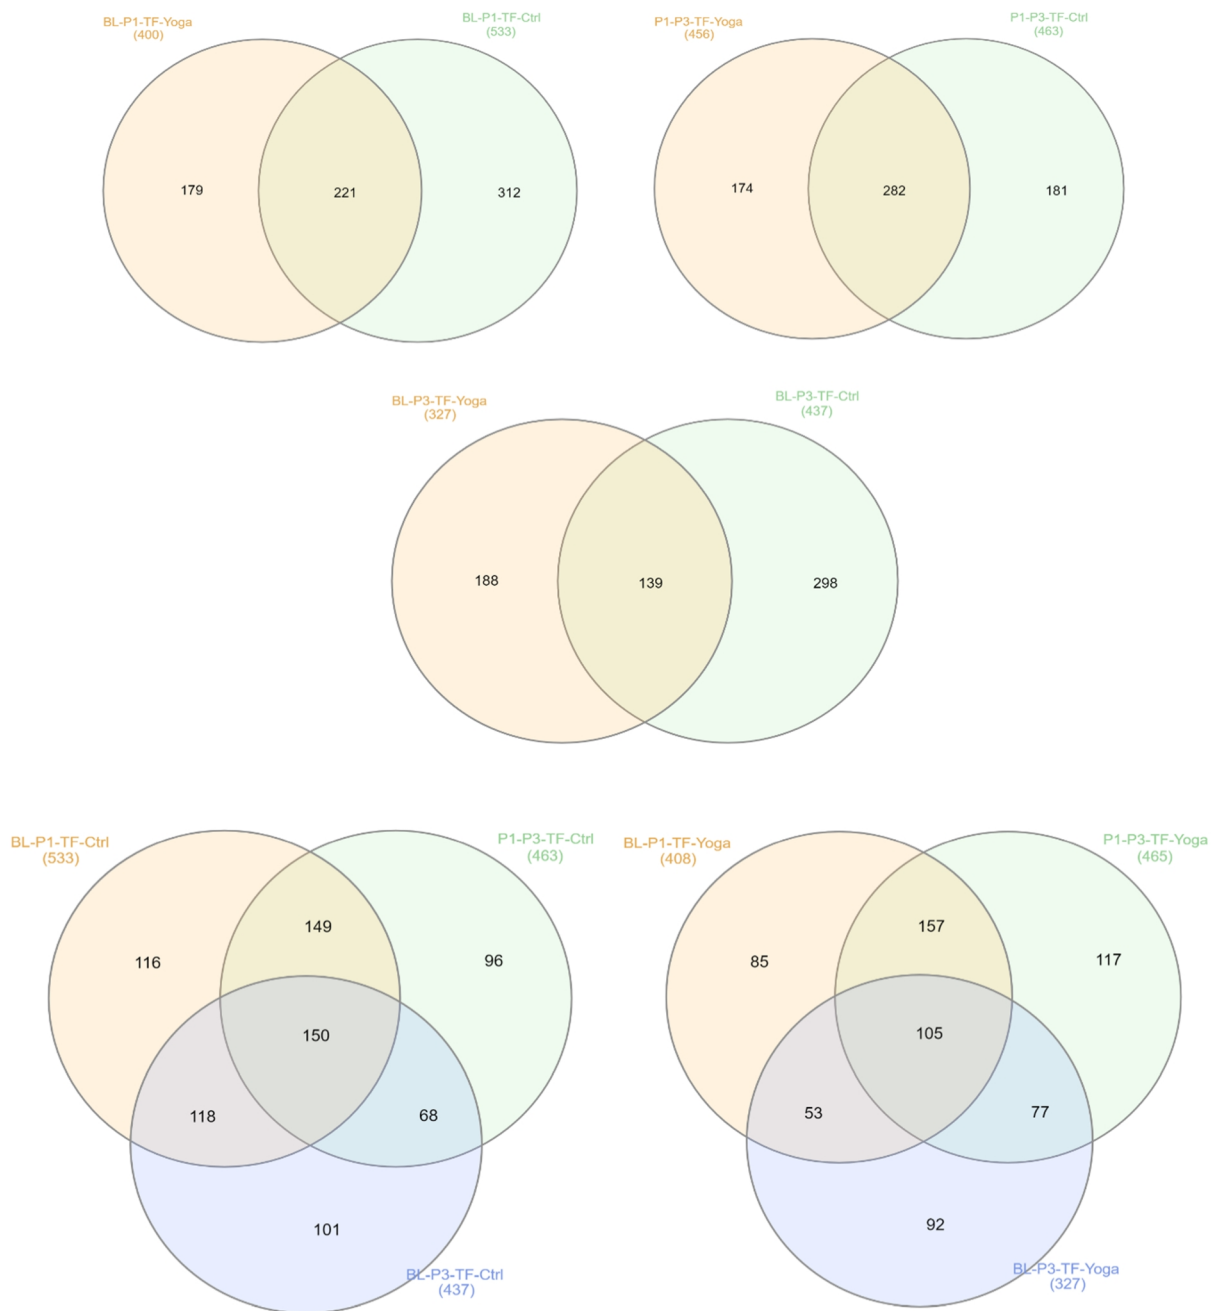 BL-P1-TF-Yoga
(400)
BL-P1-TF-Ctrl
(533)
179
221
312
P1-P3-TF-Yoga
(456)
P1-P3-TF-Ctrl
(463)
174
282
181
BL-P3-TF-Yoga
(327)
BL-P3-TF-Ctrl
(437)
188
139
298
BL-P1-TF-Ctrl
(533)
P1-P3-TF-Ctrl
(463)
149
116
96
150
118
68
101
BL-P3-TF-Ctrl
(437)
BL-P1-TF-Yoga
(408)
P1-P3-TF-Yoga
(465)
157
85
117
105
53
77
92
BL-P3-TF-Yoga
(327)